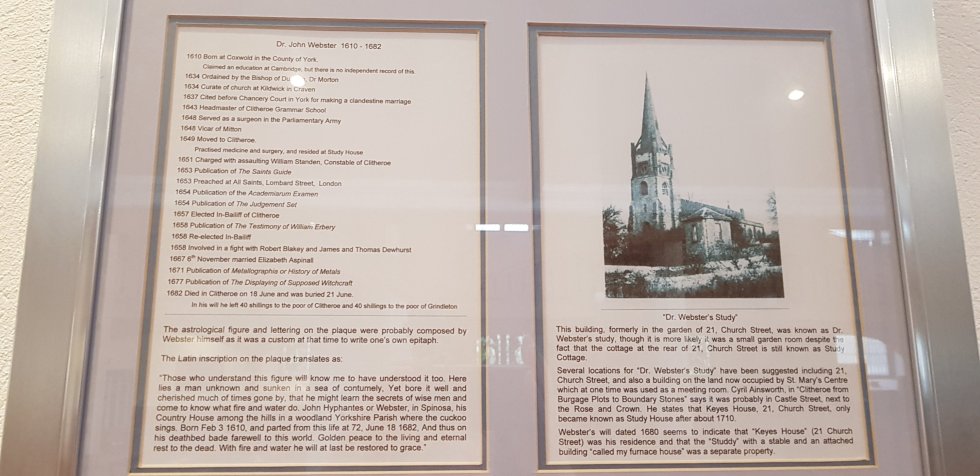 Dr. John Webster 1610 - 1682
1610 Born at Coxwold in the County of York.
Claimed an education at Cambridge, but there is no independent record of this.
1634 Ordained by the Bishop of Dr Morton
1634 Curate of church at Kildwick in Craven
1637 Cited before Chancery Court in York for making a clandestine marriage
1643 Headmaster of Clitheroe Grammar School
1648 Served as a surgeon in the Parliamentary Army
1648 Vicar of Mitton
1649 Moved to Clitheroe.
Practised medicine and surgery, and resided at Study House
1651 Charged with assaulting William Standen, Constable of Clitheroe
1653 Publication of The Saints Guide
1653 Preached at All Saints, Lombard Street, London
1654 Publication of the Academiarum Examen
1654 Publication of The Judgement Set
1657 Elected In-Bailiff of Clitheroe
1658 Publication of The Testimony of William Erbery
1658 Re-elected In-Bailiff
1658 Involved in a fight with Robert Blakey and James and Thomas Dewhurst
1667 6th November married Elizabeth Aspinall
1671 Publication of Metallographis or History of Metals
1677 Publication of The Displaying of Supposed Witchcraft
1682 Died in Clitheroe on 18 June and was buried 21 June.
In his will he left 40 shillings to the poor of Clitheroe and 40 shillings to the poor of Grindleton
The astrological figure and lettering on the plaque were probably composed by
Webster himself as it was a custom at that time to write one's own epitaph.
The Latin inscription on the plaque translates as:
"Those who understand this figure will know me to have understood it too. Here
lies a man unknown and sunken in a sea of contumely, Yet bore it well and
cherished much of times gone by, that he might learn the secrets of wise men and
come to know what fire and water do. John Hyphantes or Webster, in Spinosa, his
Country House among the hills in a woodland Yorkshire Parish where the cuckoo
sings. Born Feb 3 1610, and parted from this life at 72, June 18 1682, And thus on
his deathbed bade farewell to this world. Golden peace to the living and eternal
rest to the dead. With fire and water he will at last be restored to grace."
"Dr. Webster's Study"
This building, formerly in the garden of 21, Church Street, was known as Dr.
Webster's study, though it is more likely it was a small garden room despite the
fact that the cottage at the rear of 21, Church Street is still known as Study
Cottage.
Several locations for "Dr. Webster's Study" have been suggested including 21,
Church Street, and also a building on the land now occupied by St. Mary's Centre
which at one time was used as a meeting room. Cyril Ainsworth, in "Clitheroe from
Burgage Plots to Boundary Stones" says it was probably in Castle Street, next to
the Rose and Crown. He states that Keyes House, 21, Church Street, only
became known as Study House after about 1710.
Webster's will dated 1680 seems to indicate that "Keyes House" (21 Church
Street) was his residence and that the "Studdy" with a stable and an attached
building "called my furnace house" was a separate property.